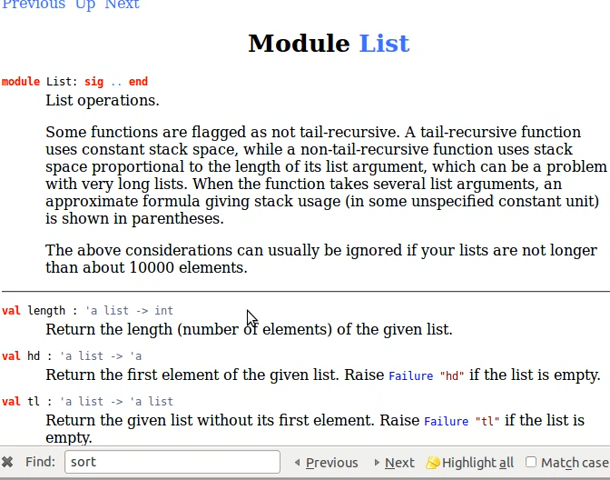 Previous Up Next
Module List
module List: sig .. end
List operations.
Some functions are flagged as not tail-recursive. A tail-recursive function
uses constant stack space, while a non-tail-recursive function uses stack
space proportional to the length of its list argument, which can be a problem
with very long lists. When the function takes several list arguments, an
approximate formula giving stack usage (in some unspecified constant unit)
is shown in parentheses.
The above considerations can usually be ignored if your lists are not longer
than about 10000 elements.
val length : 'a list -> int
Return the length (number of elements) of the given list.
val hd : 'a list -> 'a
Return the first element of the given list. Raise Failure "hd" if the list is empty.
val tl : 'a list -> 'a list
Return the given list without its first element. Raise Failure "tl" if the list is
empty.
Find: sort Previous Next Highlight all Match case